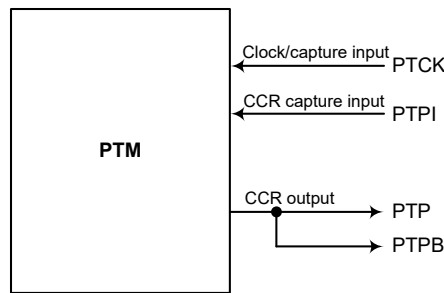 Clock/capture input
PTCK
CCR capture input
PTPI
PTM
CCR output
PTP
PTPB